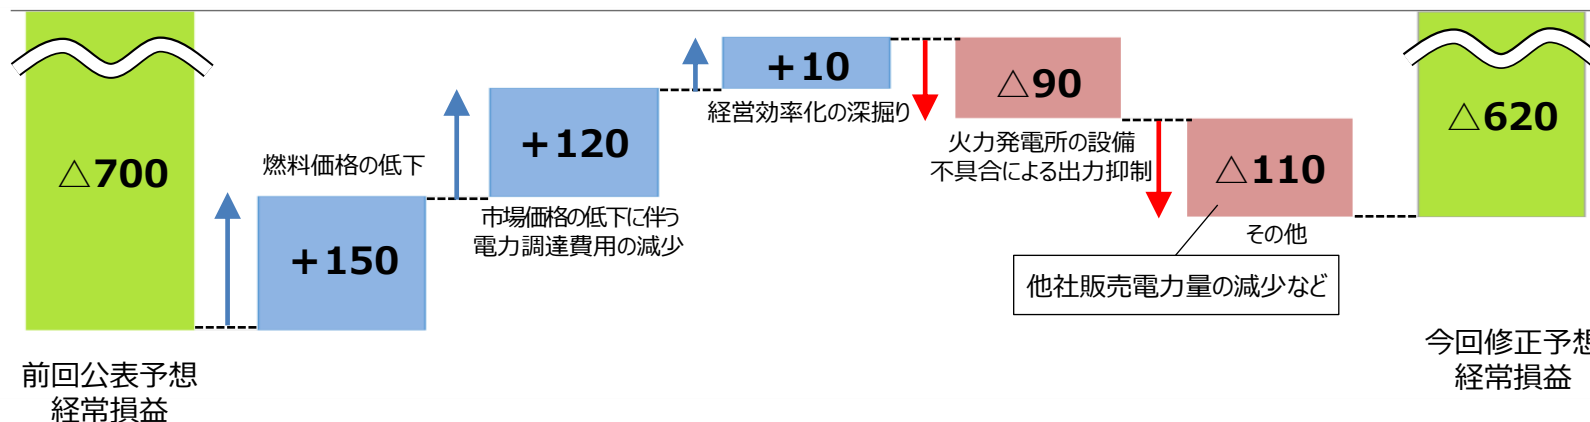 △700
前回公表予想
経常損益
燃料価格の低下
+150
+120
市場価格の低下に伴う
電力調達費用の減少
+10
経営効率化の深掘り
△90
火力発電所の設備
不具合による出力抑制
△110
その他
他社販売電力量の減少など
△620
今回修正予想
経常損益